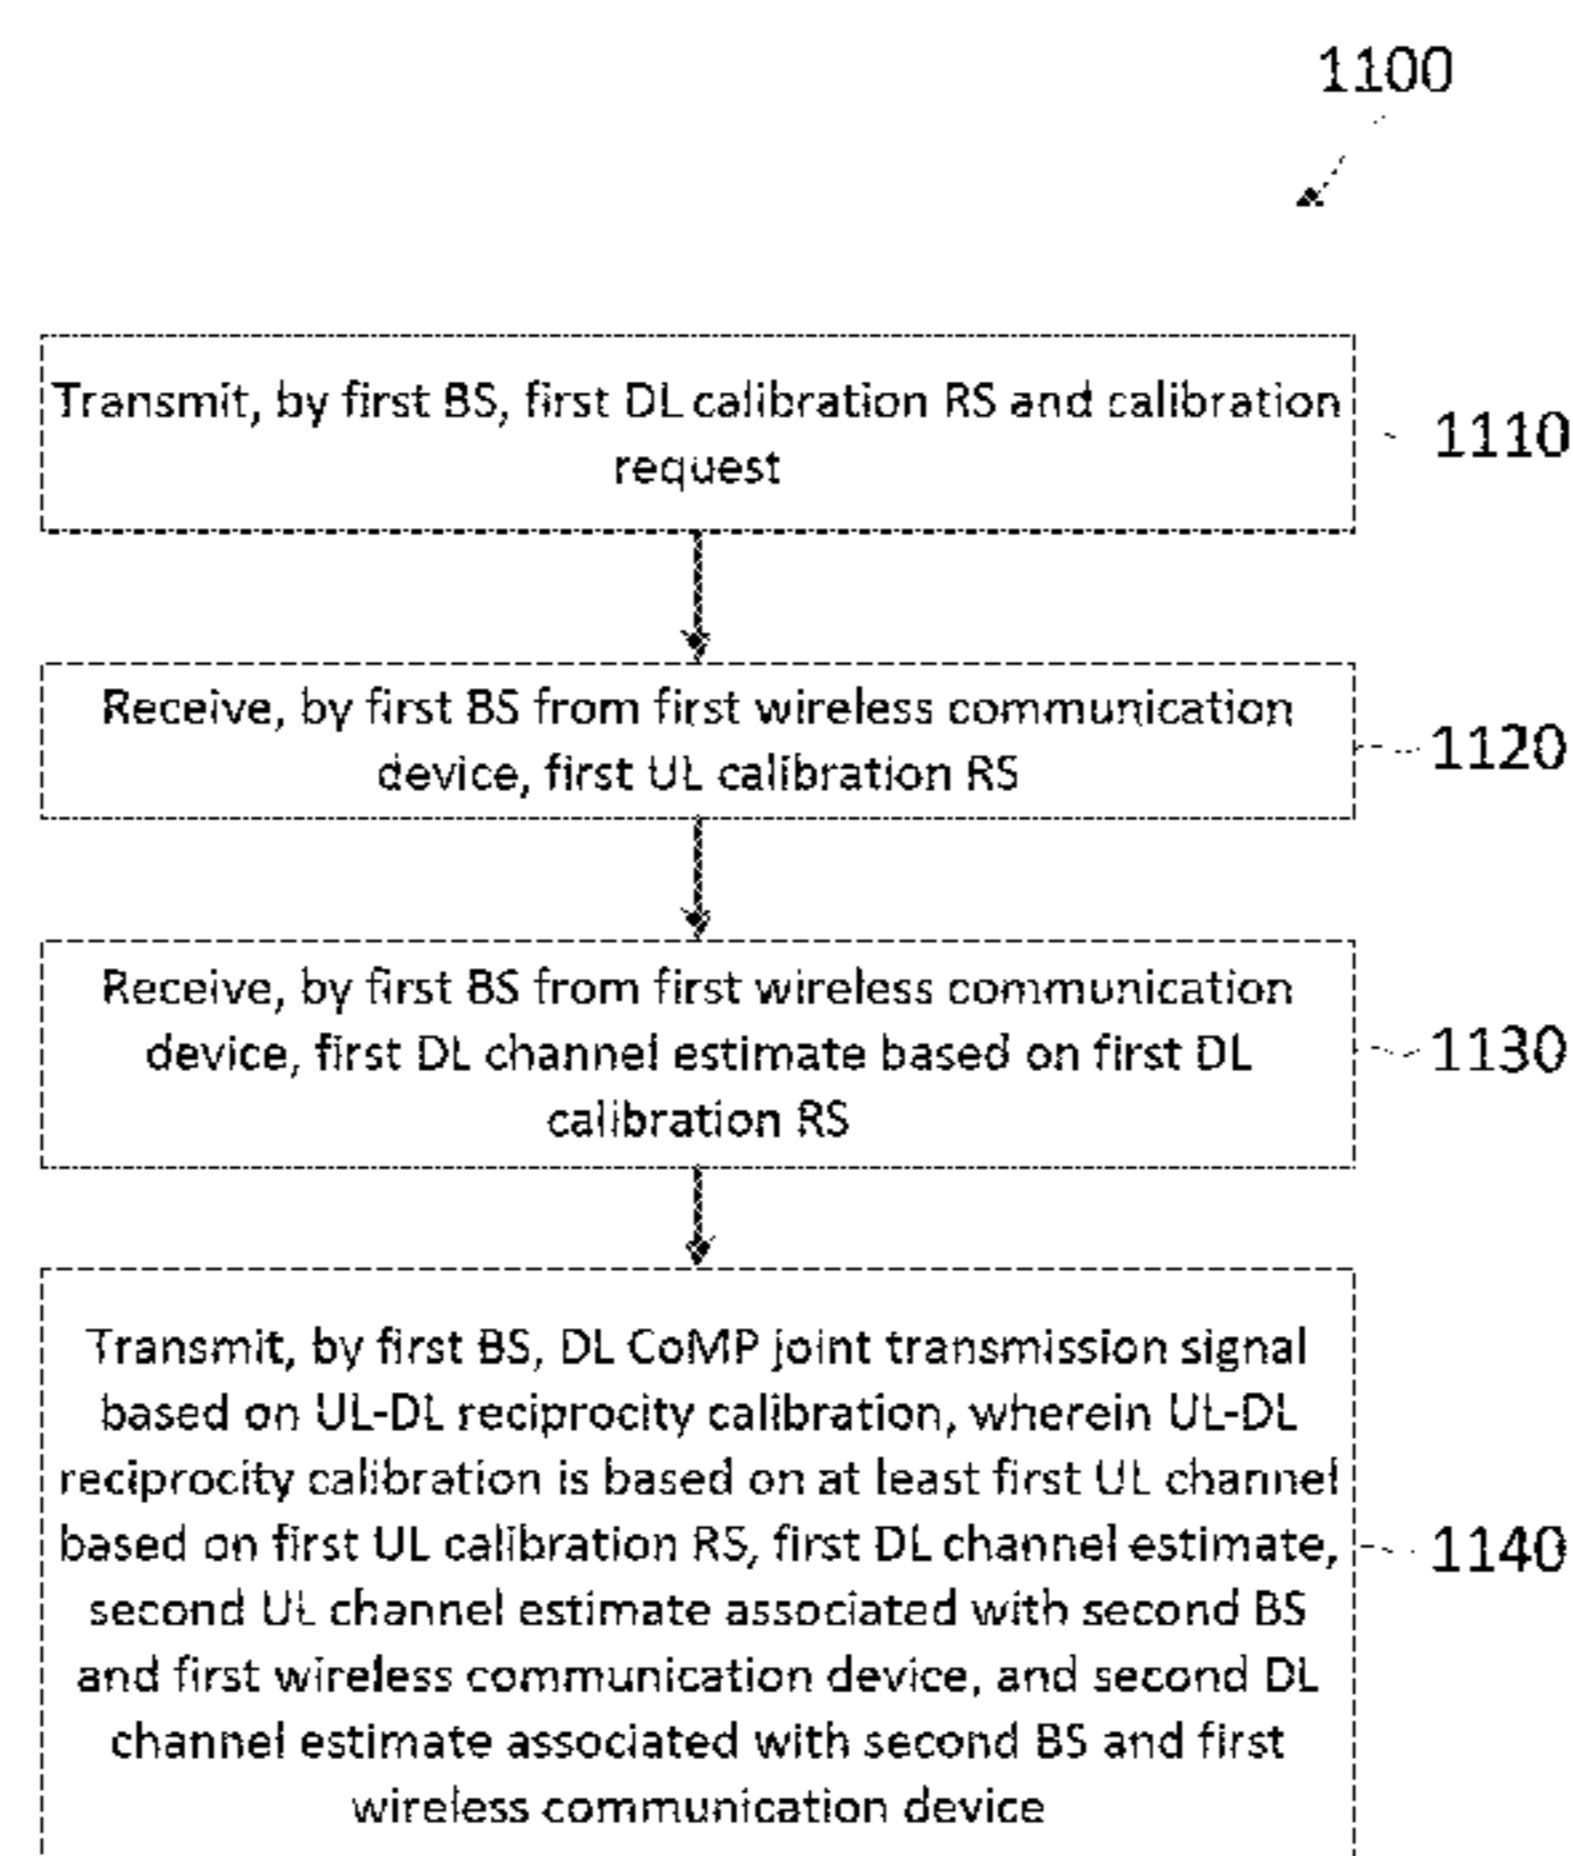 1100
Transmit, by first BS, first DL calibration RS and calibration
request
1110
Receive, by first BS from first wireless communication
device, first UL calibration RS
1120
Receive, by first BS from first wireless communication
device, first DL channel estimate based on first DL
calibration RS
1130
Transmit, by first BS, DL CoMP joint transmission signal
based on UL-DL reciprocity calibration, wherein UL-DL
reciprocity calibration is based on at least first UL channel
based on first UL calibration RS, first DL channel estimate,
second UL channel estimate associated with second BS
and first wireless communication device, and second DL
channel estimate associated with second BS and first
wireless communication device
1140